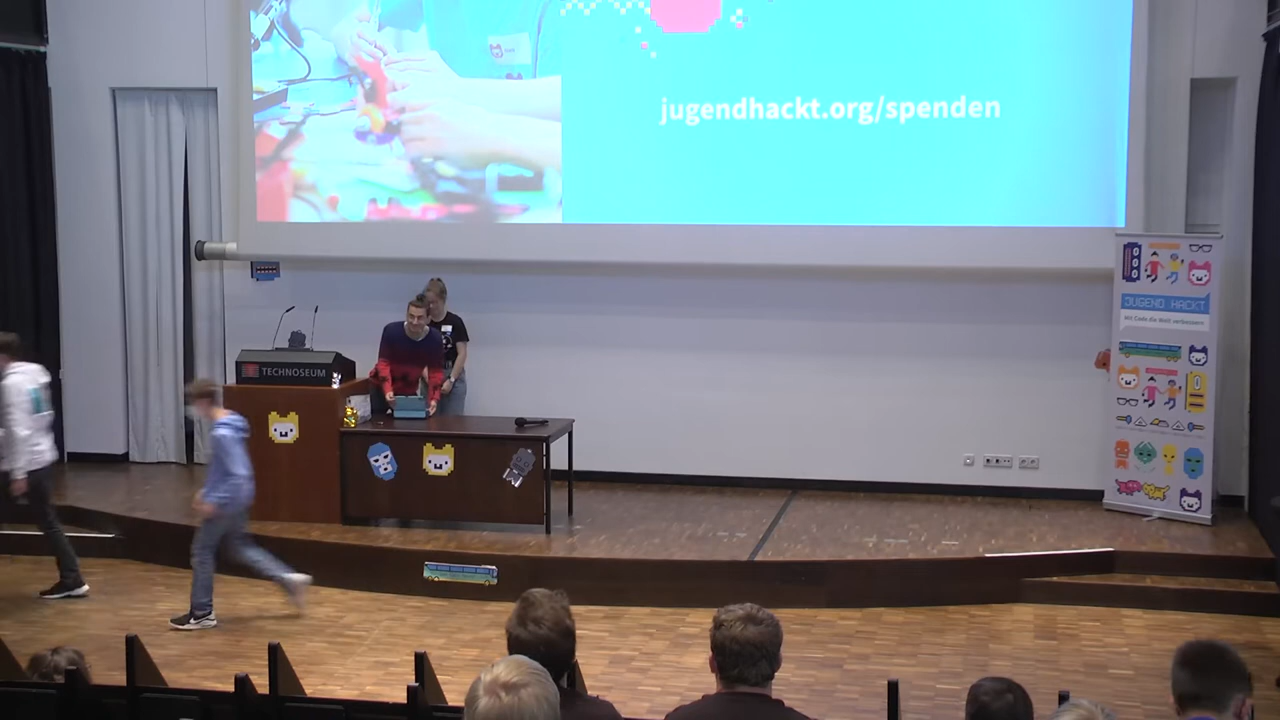 jugendhackt.org/spenden
JUGEND HACKT
Mit Code die Welt verbessern
TECHNOSEUM